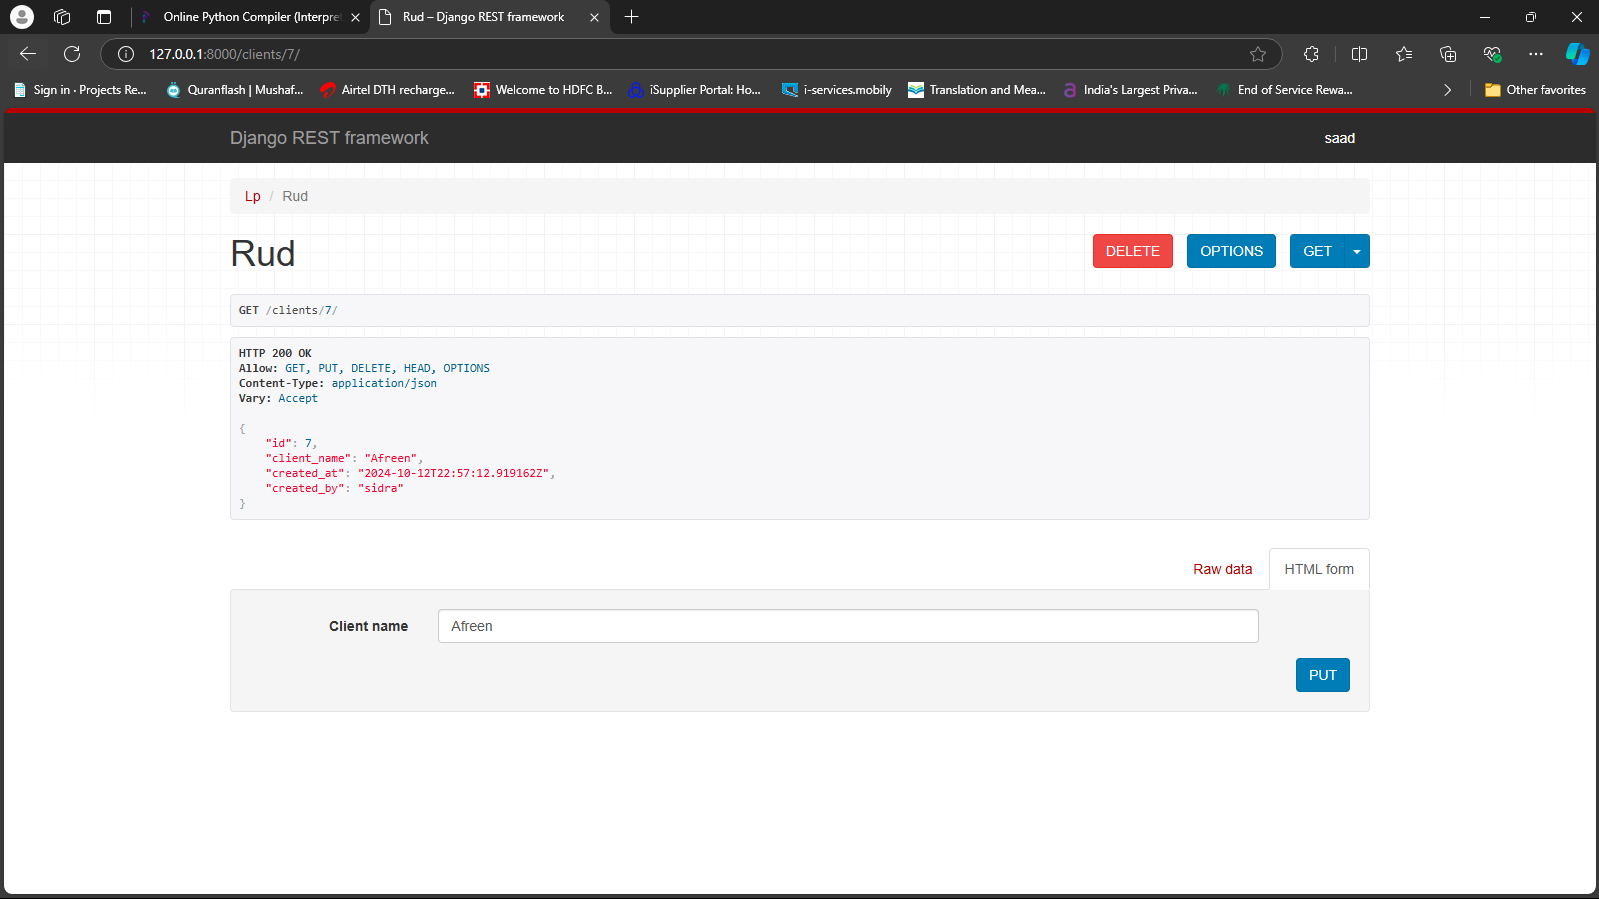 Online Python Compiler (Interpre
Rud – Django REST framework
127.0.0.1:8000/clients/7/
Sign in · Projects Re...
Quranflash | Mushaf...
Airtel DTH recharge...
Welcome to HDFC B...
iSupplier Portal: Ho...
i-services.mobily
Translation and Mea...
India's Largest Priva...
End of Service Rewa...
Other favorites
Django REST framework
saad
Lp / Rud
Rud
DELETE
OPTIONS
GET
GET /clients/7/
HTTP 200 OK
Allow: GET, PUT, DELETE, HEAD, OPTIONS
Content-Type: application/json
Vary: Accept
{
"id": 7,
"client_name": "Afreen",
"created_at": "2024-10-12T22:57:12.919162Z",
"created_by": "sidra"
}
Raw data
HTML form
Client name
Afreen
PUT